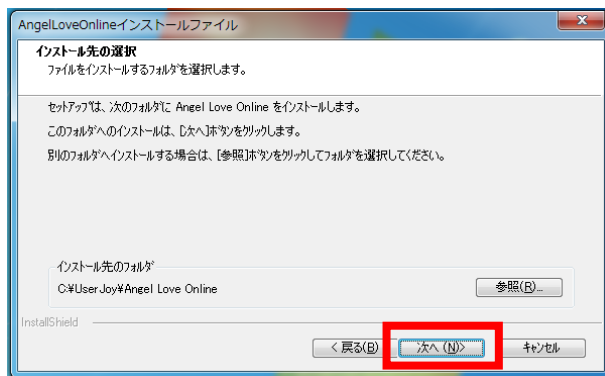 AngelLoveOnlineインストールファイル
インストール先の選択
ファイルをインストールするフォルダを選択します。
セットアップは、次のフォルダに Angel Love Online をインストールします。
このフォルダへのインストールは、[次へ]ボタンをクリックします。
別のフォルダへインストールする場合は、[参照]ボタンをクリックしてフォルダを選択してください。
インストール先のフォルダ
C:¥UserJoy¥Angel Love Online
参照(R)...
InstallShield
< 戻る(B)
次へ (N)>
キャンセル